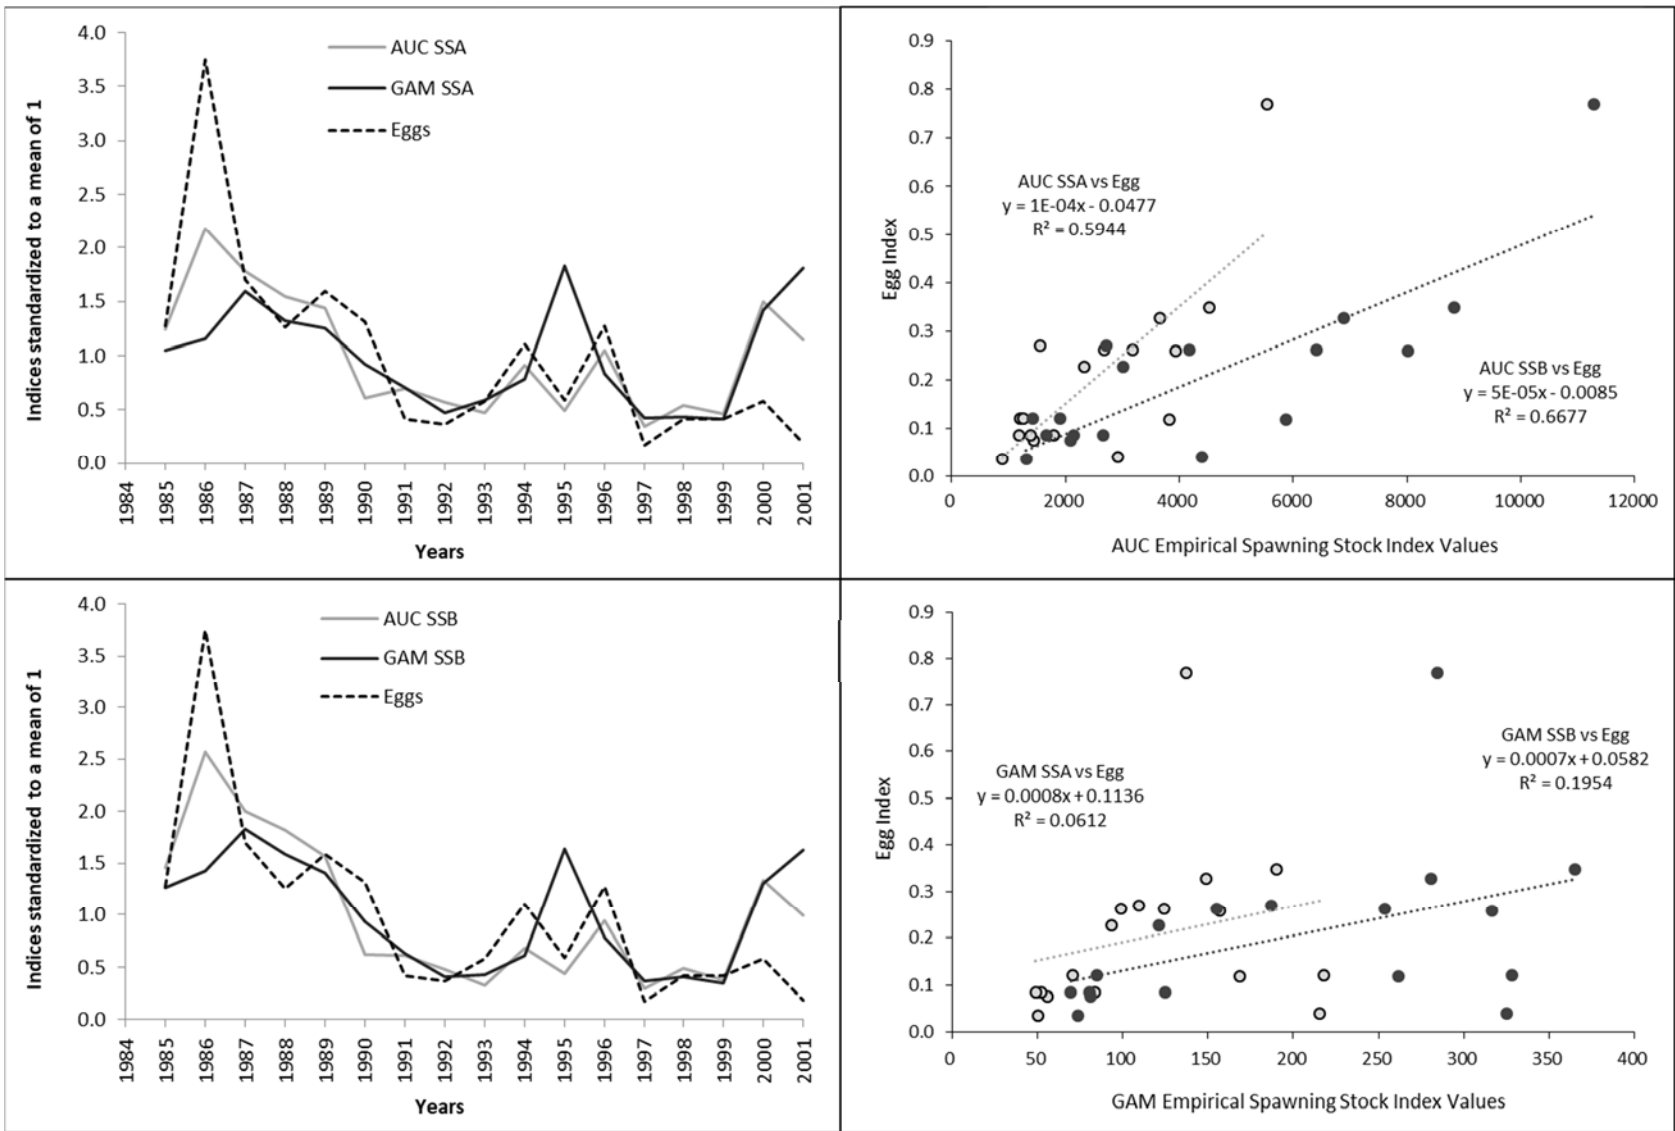 4.0
3.5
3.0
2.5
2.0
1.5
1.0
0.5
0.0
Indices standardized to a mean of 1
AUC SSA
GAM SSA
Eggs
1984
1985
1986
1987
1988
1989
1990
1991
1992
1993
1994
1995
1996
1997
1998
1999
2000
2001
Years
0.9
0.8
0.7
0.6
0.5
0.4
0.3
0.2
0.1
0.0
Egg Index
AUC SSA vs Egg
y = 1E-04x - 0.0477
R² = 0.5944
AUC SSB vs Egg
y = 5E-05x - 0.0085
R² = 0.6677
0 2000 4000 6000 8000 10000 12000
AUC Empirical Spawning Stock Index Values
4.0
3.5
3.0
2.5
2.0
1.5
1.0
0.5
0.0
Indices standardized to a mean of 1
AUC SSB
GAM SSB
Eggs
1984
1985
1986
1987
1988
1989
1990
1991
1992
1993
1994
1995
1996
1997
1998
1999
2000
2001
Years
0.9
0.8
0.7
0.6
0.5
0.4
0.3
0.2
0.1
0.0
Egg Index
GAM SSA vs Egg
y = 0.0008x + 0.1136
R² = 0.0612
GAM SSB vs Egg
y = 0.0007x + 0.0582
R² = 0.1954
0 50 100 150 200 250 300 350 400
GAM Empirical Spawning Stock Index Values